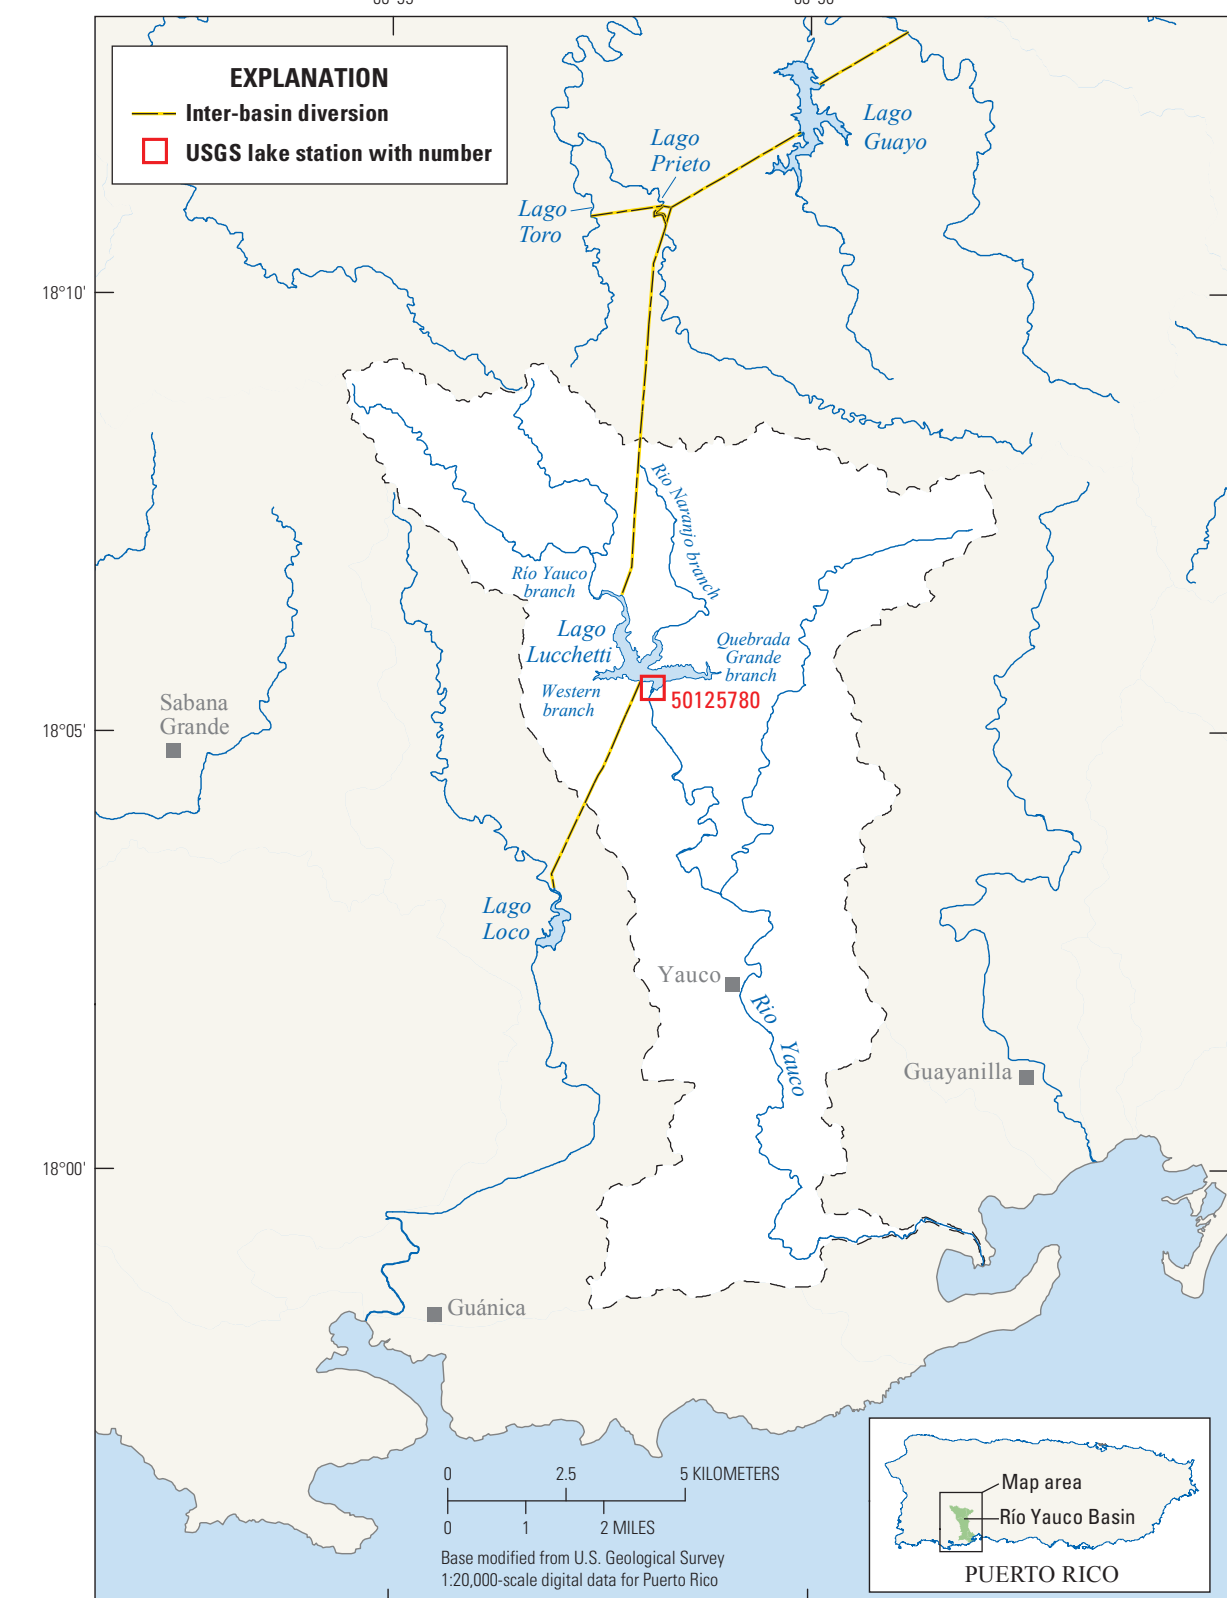 EXPLANATION
Inter-basin diversion
USGS lake station with number
Lago
Guayo
Lago
Prieto
Lago
Toro
18°10'
Rio Naranjo branch
Río Yauco
branch
Lago
Lucchetti
Quebrada
Grande
branch
Western
branch
50125780
Sabana
Grande
18°05'
Lago
Loco
Yauco
Rio Yauco
Guayanilla
18°00'
Guánica
0 2.5 5 KILOMETERS
0 1 2 MILES
Base modified from U.S. Geological Survey
1:20,000-scale digital data for Puerto Rico
Map area
Río Yauco Basin
PUERTO RICO